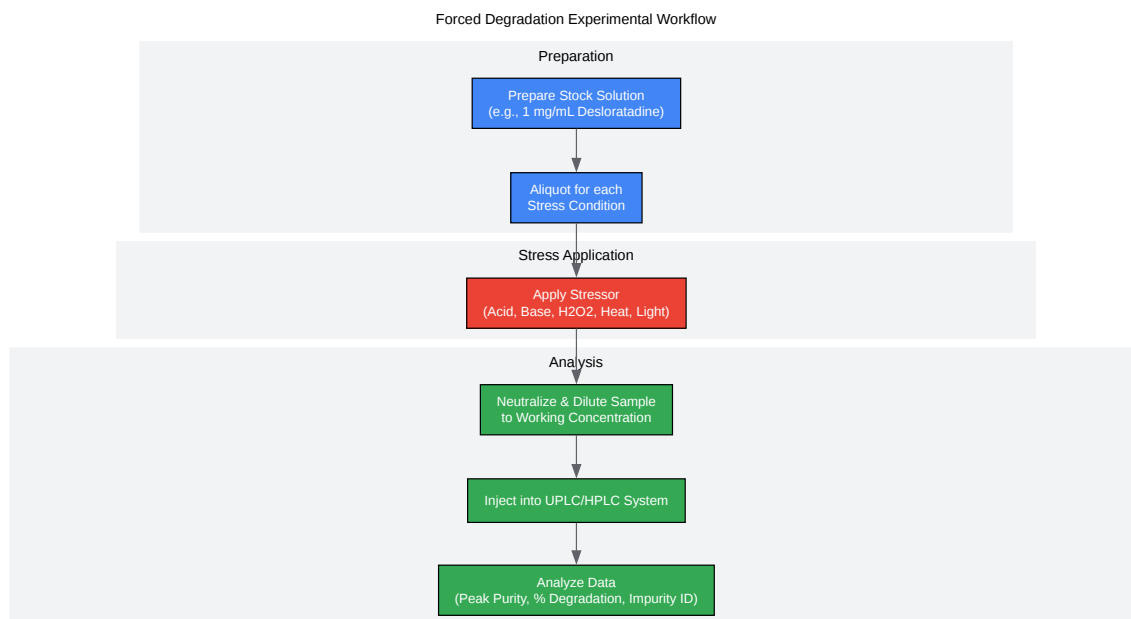 Forced Degradation Experimental Workflow
Preparation
Prepare Stock Solution
(e.g., 1 mg/mL Desloratadine)
Aliquot for each
Stress Condition
Stress Application
Apply Stressor
(Acid, Base, H2O2, Heat, Light)
Analysis
Neutralize & Dilute Sample
to Working Concentration
Inject into UPLC/HPLC System
Analyze Data
(Peak Purity, % Degradation, Impurity ID)